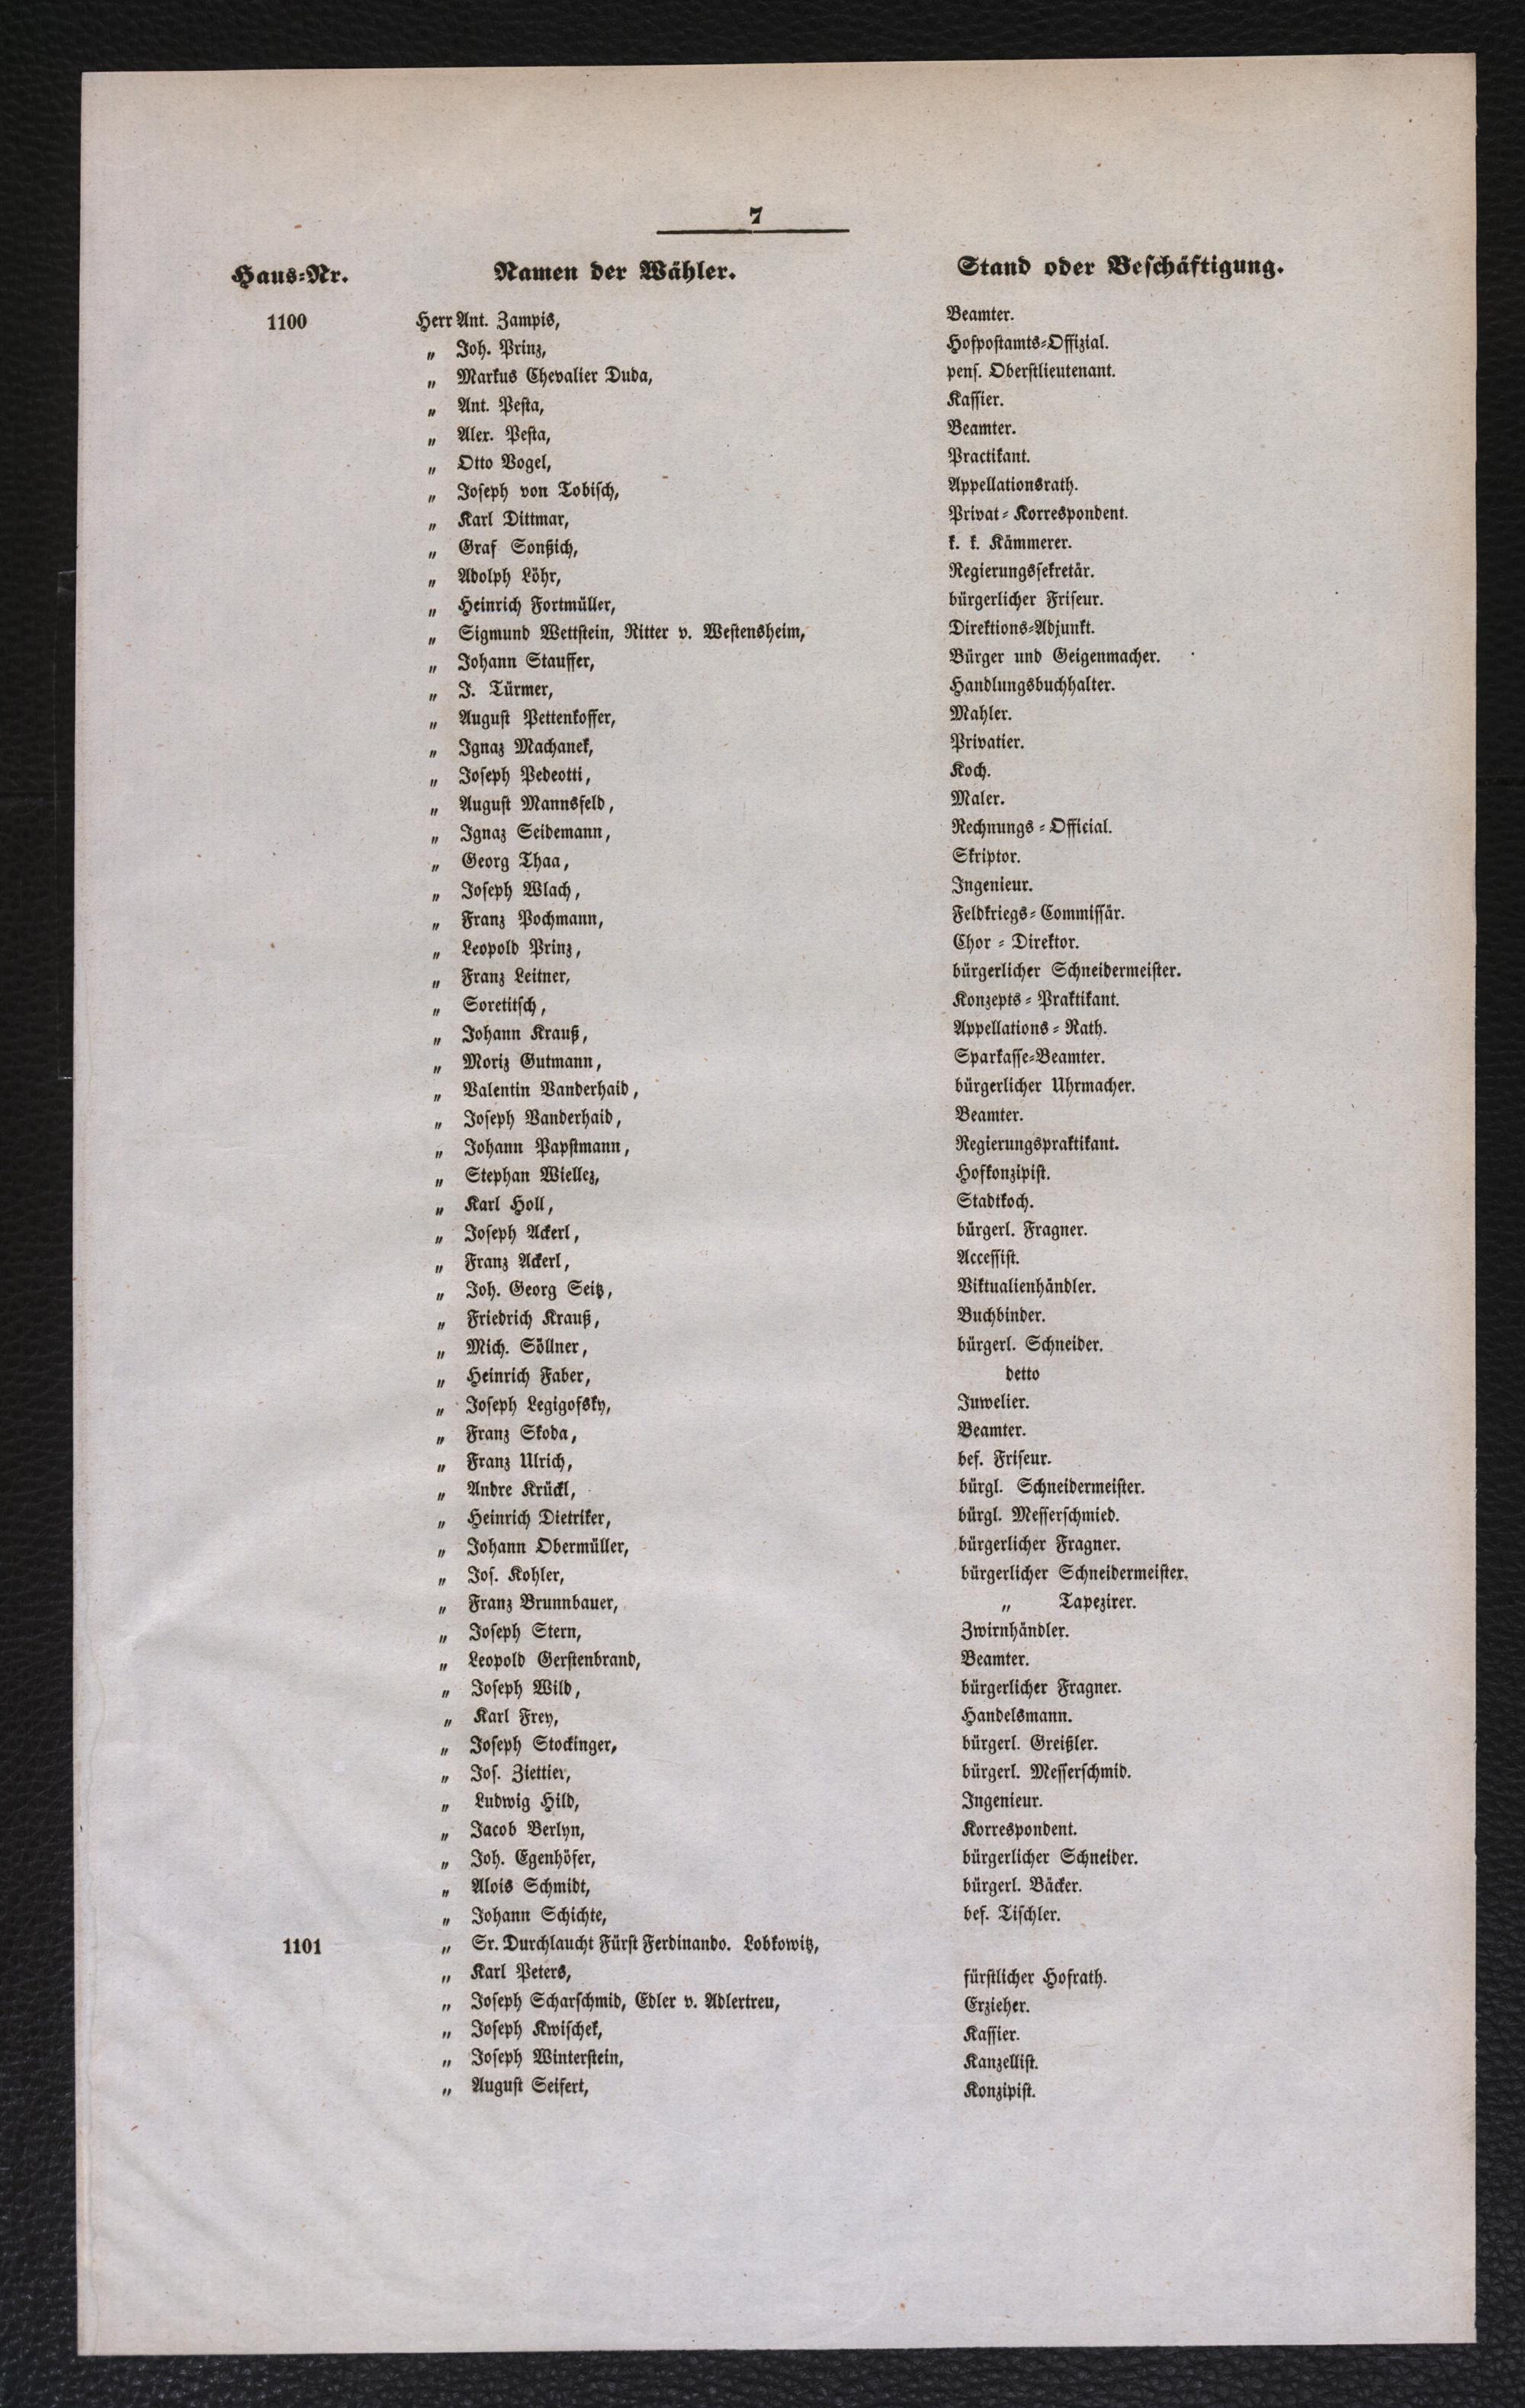 7
Haus-Nr. Namen der Wähler. Stand oder Beschäftigung.
1100 Herr Ant. Zampis, Beamter.
„ Joh. Prinz, Hofpostamts-Offizial.
„ Markus Chevalier Duda, pens. Oberstlieutenant.
„ Ant. Pesta, Kassier.
„ Alex. Pesta, Beamter.
„ Otto Vogel, Practikant.
„ Joseph von Tobisch, Appellationsrath.
„ Karl Dittmar, Privat-Korrespondent.
„ Graf Sonßich, k. k. Kämmerer.
„ Adolph Löhr, Regierungssekretär.
„ Heinrich Fortmüller, bürgerlicher Friseur.
„ Sigmund Wettstein, Ritter v. Westensheim, Direktions-Adjunkt.
„ Johann Stauffer, Bürger und Geigenmacher.
„ J. Türmer, Handlungsbuchhalter.
„ August Pettenkoffer, Mahler.
„ Ignaz Machanek, Privatier.
„ Joseph Pedeotti, Koch.
„ August Mannsfeld, Maler.
„ Ignaz Seidemann, Rechnungs-Official.
„ Georg Thaa, Skriptor.
„ Joseph Wlach, Ingenieur.
„ Franz Pochmann, Feldkriegs-Commissär.
„ Leopold Prinz, Chor-Direktor.
„ Franz Leitner, bürgerlicher Schneidermeister.
„ Soretitsch, Konzepts-Praktikant.
„ Johann Krauß, Appellations-Rath.
„ Moriz Gutmann, Sparkasse-Beamter.
„ Valentin Vanderhaid, bürgerlicher Uhrmacher.
„ Joseph Vanderhaid, Beamter.
„ Johann Papstmann, Regierungspraktikant.
„ Stephan Wiellez, Hofkonzipist.
„ Karl Holl, Stadtkoch.
„ Joseph Ackerl, bürgerl. Fragner.
„ Franz Ackerl, Accessist.
„ Joh. Georg Seitz, Viktualienhändler.
„ Friedrich Krauß, Buchbinder.
„ Mich. Söllner, bürgerl. Schneider.
„ Heinrich Faber, detto
„ Joseph Legigofsky, Juwelier.
„ Franz Skoda, Beamter.
„ Franz Ulrich, bef. Friseur.
„ Andre Krückl, bürgl. Schneidermeister.
„ Heinrich Dietriker, bürgl. Messerschmied.
„ Johann Obermüller, bürgerlicher Fragner.
„ Jos. Kohler, bürgerlicher Schneidermeister.
„ Franz Brunnbauer, „ Tapezirer.
„ Joseph Stern, Zwirnhändler.
„ Leopold Gerstenbrand, Beamter.
„ Joseph Wild, bürgerlicher Fragner.
„ Karl Frey, Handelsmann.
„ Joseph Stockinger, bürgerl. Greißler.
„ Jos. Ziettier, bürgerl. Messerschmid.
„ Ludwig Hild, Ingenieur.
„ Jacob Berlyn, Korrespondent.
„ Joh. Egenhöfer, bürgerlicher Schneider.
„ Alois Schmidt, bürgerl. Bäcker.
„ Johann Schichte, bef. Tischler.
1101 „ Sr. Durchlaucht Fürst Ferdinando. Lobkowitz,
„ Karl Peters, fürstlicher Hofrath.
„ Joseph Scharschmid, Edler v. Adlertreu, Erzieher.
„ Joseph Kwischek, Kassier.
„ Joseph Winterstein, Kanzellist.
„ August Seifert, Konzipist.